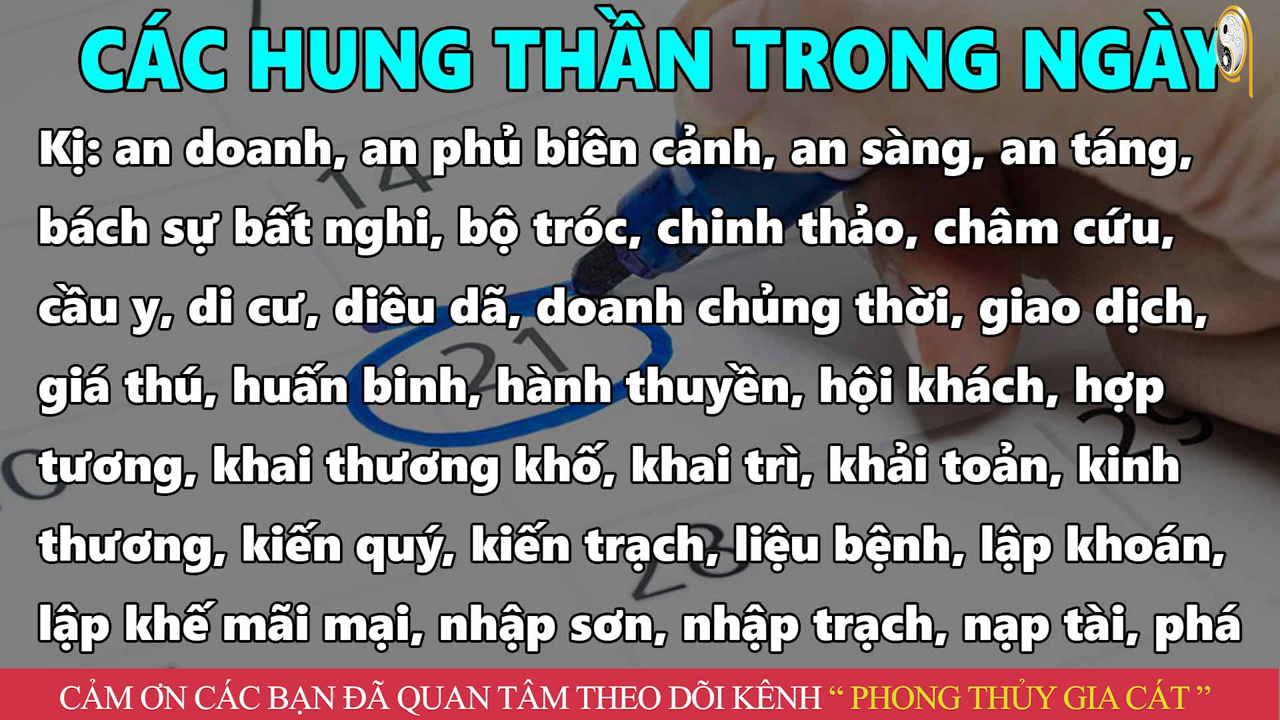 CÁC HUNG THẦN TRONG NGÀY
Kị: an doanh, an phủ biên cảnh, an sàng, an táng,
bách sự bất nghi, bộ tróc, chinh thảo, châm cứu,
cầu y, di cư, diêu dã, doanh chủng thời, giao dịch,
giá thú, huấn binh, hành thuyền, hội khách, hợp
tương, khai thương khố, khai trì, khải toản, kinh
thương, kiến quý, kiến trạch, liệu bệnh, lập khoán,
lập khế mãi mại, nhập sơn, nhập trạch, nạp tài, phá
14
21
28
29
CẢM ƠN CÁC BẠN ĐÃ QUAN TÂM THEO DÕI KÊNH “ PHONG THỦY GIA CÁT ”